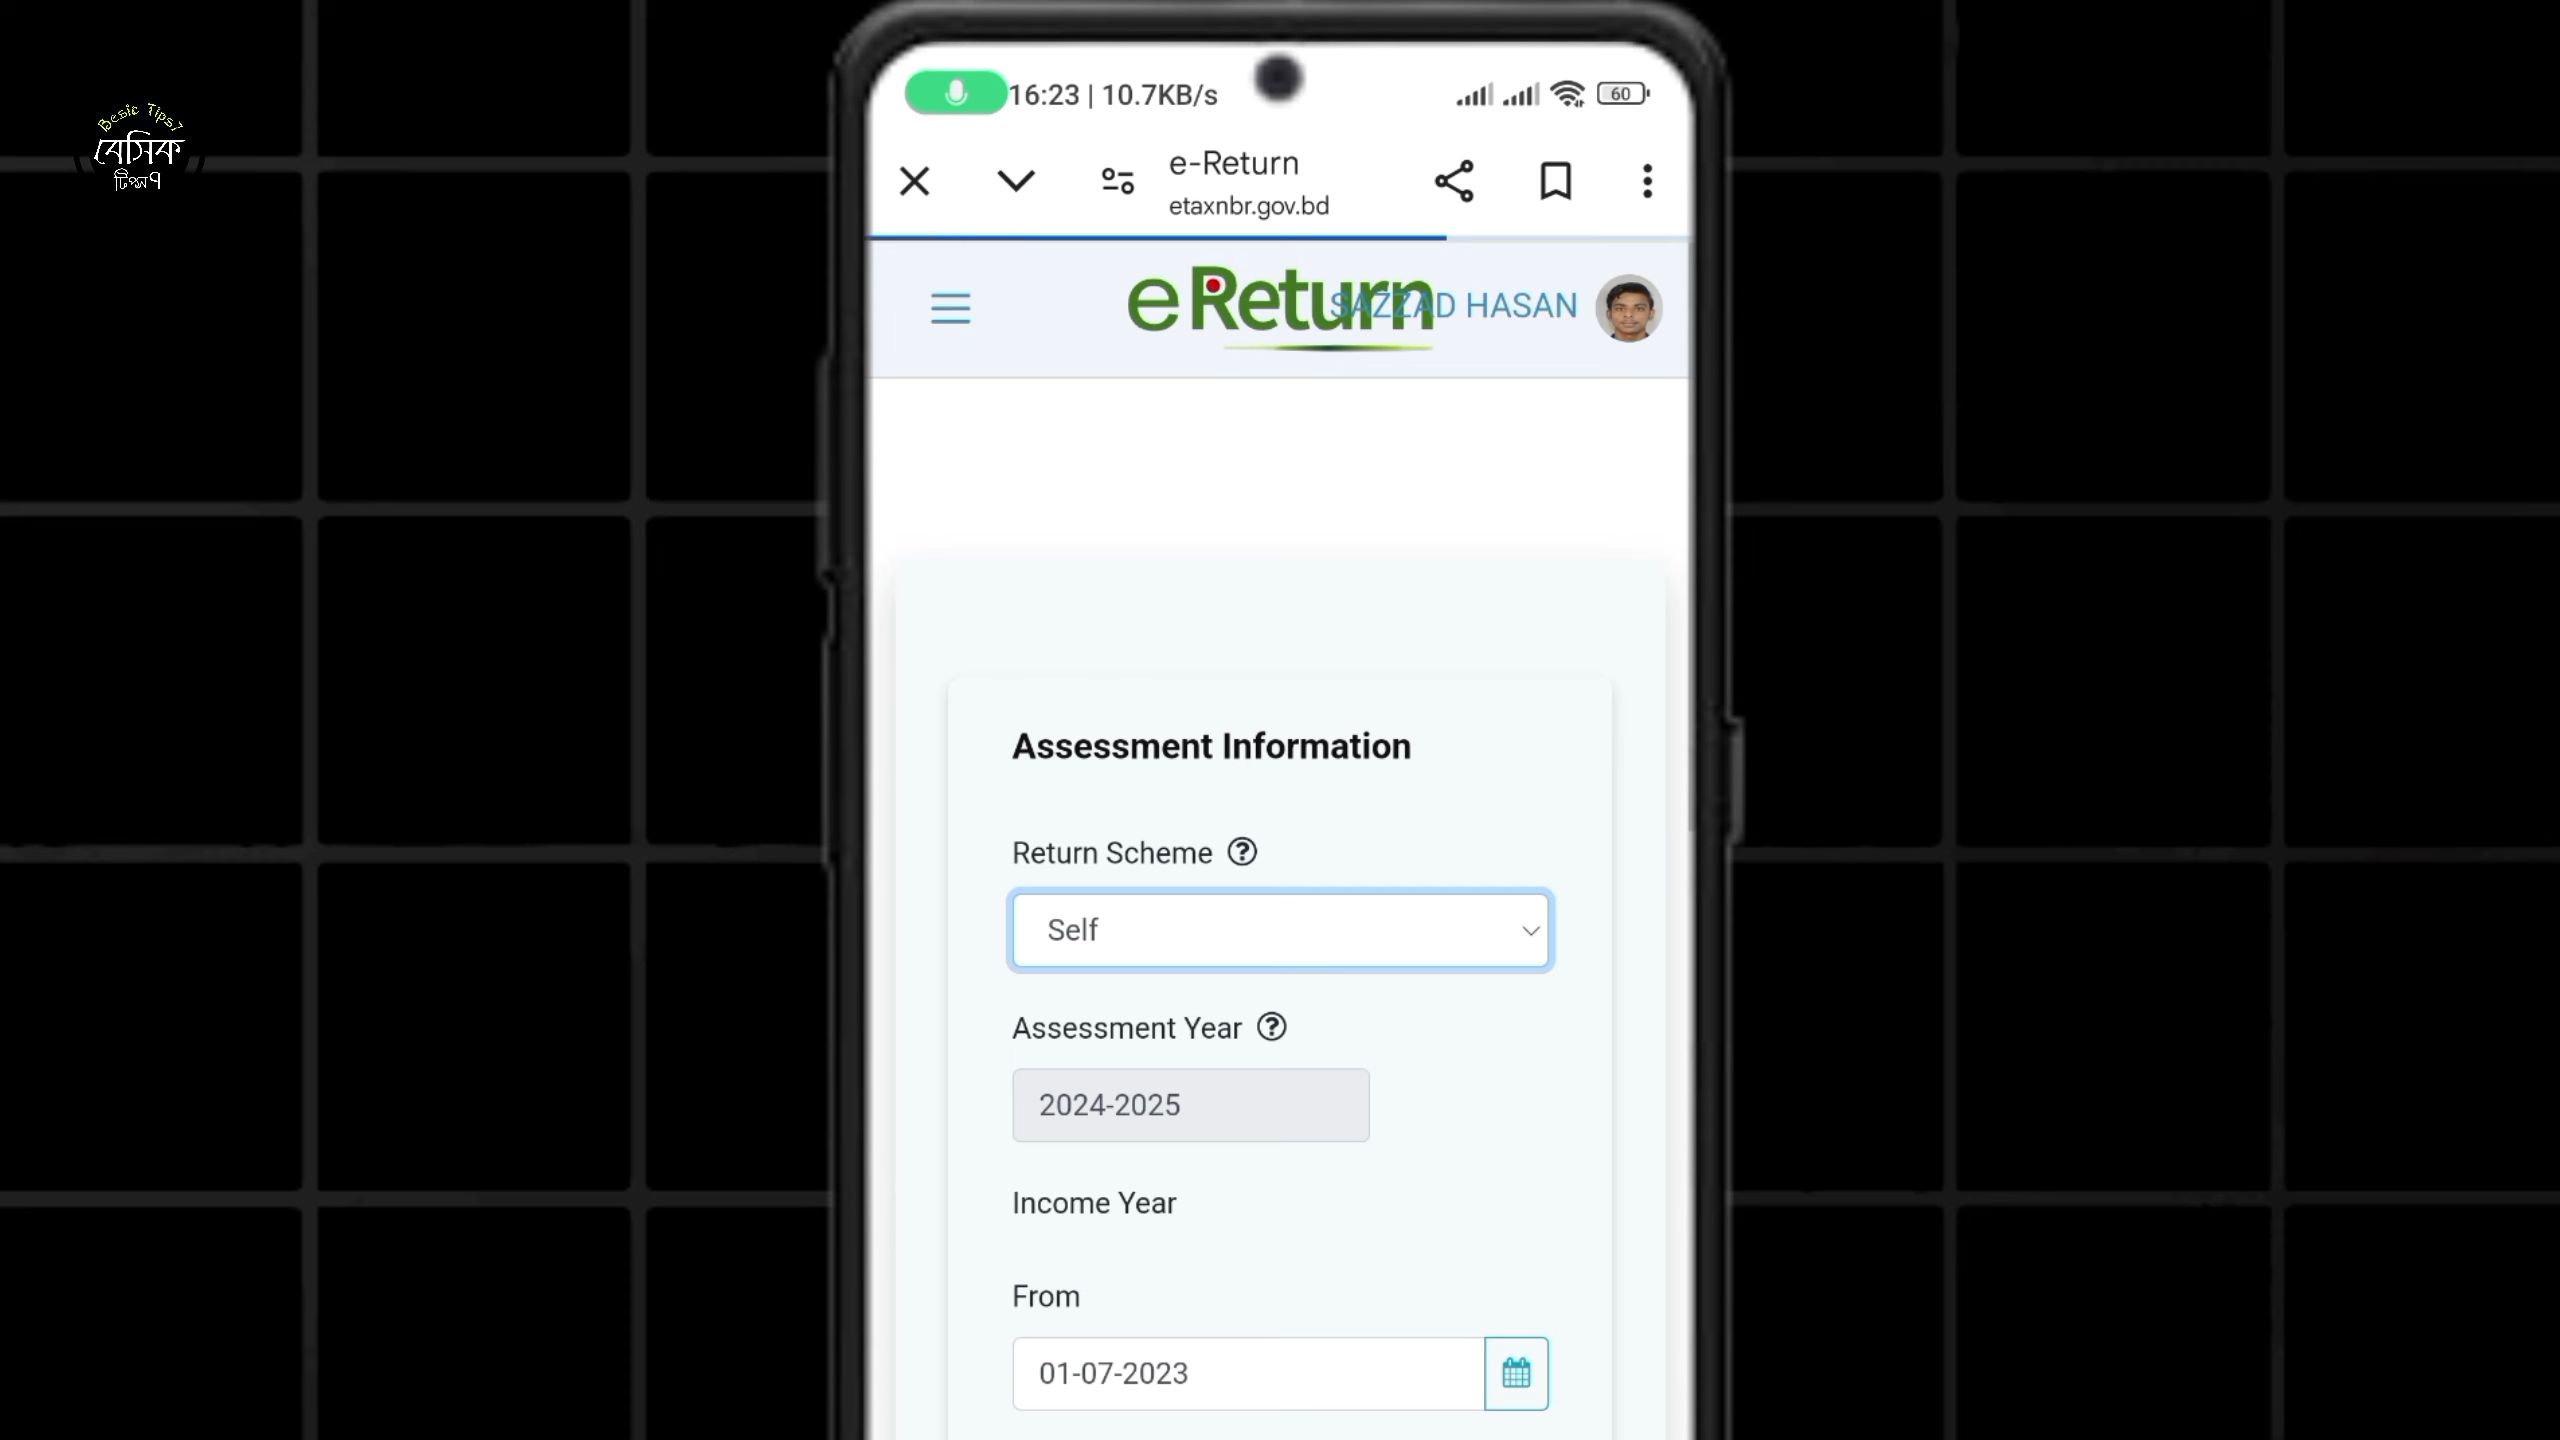 Besic Tips7
বেসিক
টিপস৭
16:23 | 10.7KB/s
60
e-Return
etaxnbr.gov.bd
eReturn
SAZZAD HASAN
Assessment Information
Return Scheme
Self
Assessment Year
2024-2025
Income Year
From
01-07-2023